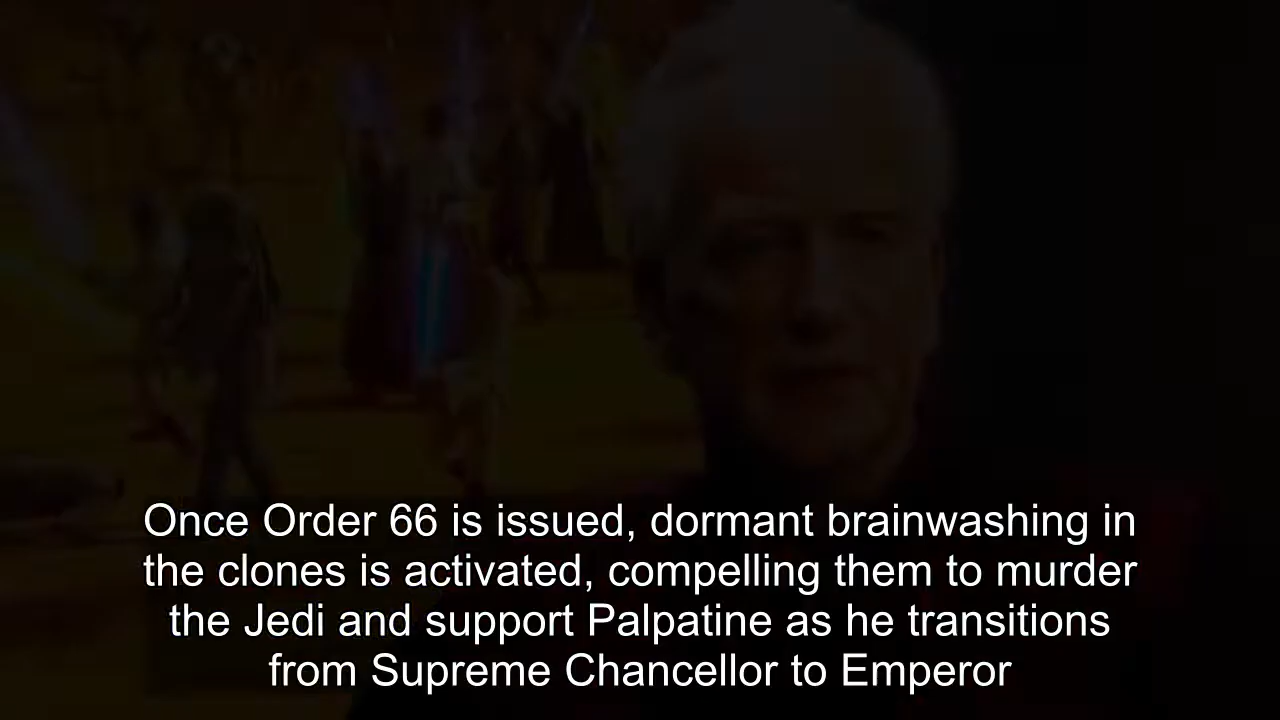 Once Order 66 is issued, dormant brainwashing in
the clones is activated, compelling them to murder
the Jedi and support Palpatine as he transitions
from Supreme Chancellor to Emperor